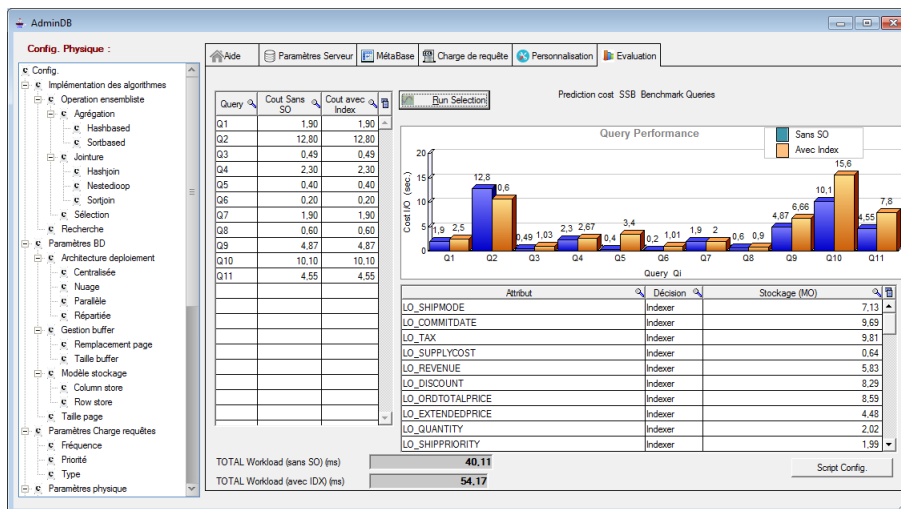 AdminDB
Config. Physique :
Aide Paramètres Serveur MétaBase Charge de requête Personnalisation Evaluation
Config.
Implémentation des algorithmes
Operation ensembliste
Agrégation
Hashbased
Sortbased
Jointure
Hashjoin
Nestedloop
Sortjoin
Sélection
Recherche
Paramètres BD
Architecture deploiement
Centralisée
Nuage
Parallèle
Répartiée
Gestion buffer
Remplacement page
Taille buffer
Modèle stockage
Column store
Row store
Taille page
Paramètres Charge requêtes
Fréquence
Priorité
Type
Paramètres physique
Query Cout Sans SO Cout avec Index
Q1 1,90 1,90
Q2 12,80 12,80
Q3 0,49 0,49
Q4 2,30 2,30
Q5 0,40 0,40
Q6 0,20 0,20
Q7 1,90 1,90
Q8 0,60 0,60
Q9 4,87 4,87
Q10 10,10 10,10
Q11 4,55 4,55
Run Selection
Prediction cost SSB Benchmark Queries
Query Performance
Sans SO
Avec Index
Cost I/O (sec.)
20
15
10
5
0
1,9 2,5 12,8 0,6 0,49 1,03 2,3 2,67 0,4 3,4 0,2 1,01 1,9 2 0,6 0,9 4,87 6,66 10,1 15,6 4,55 7,8
Q1 Q2 Q3 Q4 Q5 Q6 Q7 Q8 Q9 Q10 Q11
Query Qi
Attribut Décision Stockage (MO)
LO_SHIPMODE Indexer 7,13
LO_COMMITDATE Indexer 9,69
LO_TAX Indexer 9,81
LO_SUPPLYCOST Indexer 0,64
LO_REVENUE Indexer 5,83
LO_DISCOUNT Indexer 8,29
LO_ORDTOTALPRICE Indexer 8,59
LO_EXTENDEDPRICE Indexer 4,48
LO_QUANTITY Indexer 2,02
LO_SHIPPRIORITY Indexer 1,99
TOTAL Workload (sans SO) (ms) 40,11
TOTAL Workload (avec IDX) (ms) 54,17
Script Config.